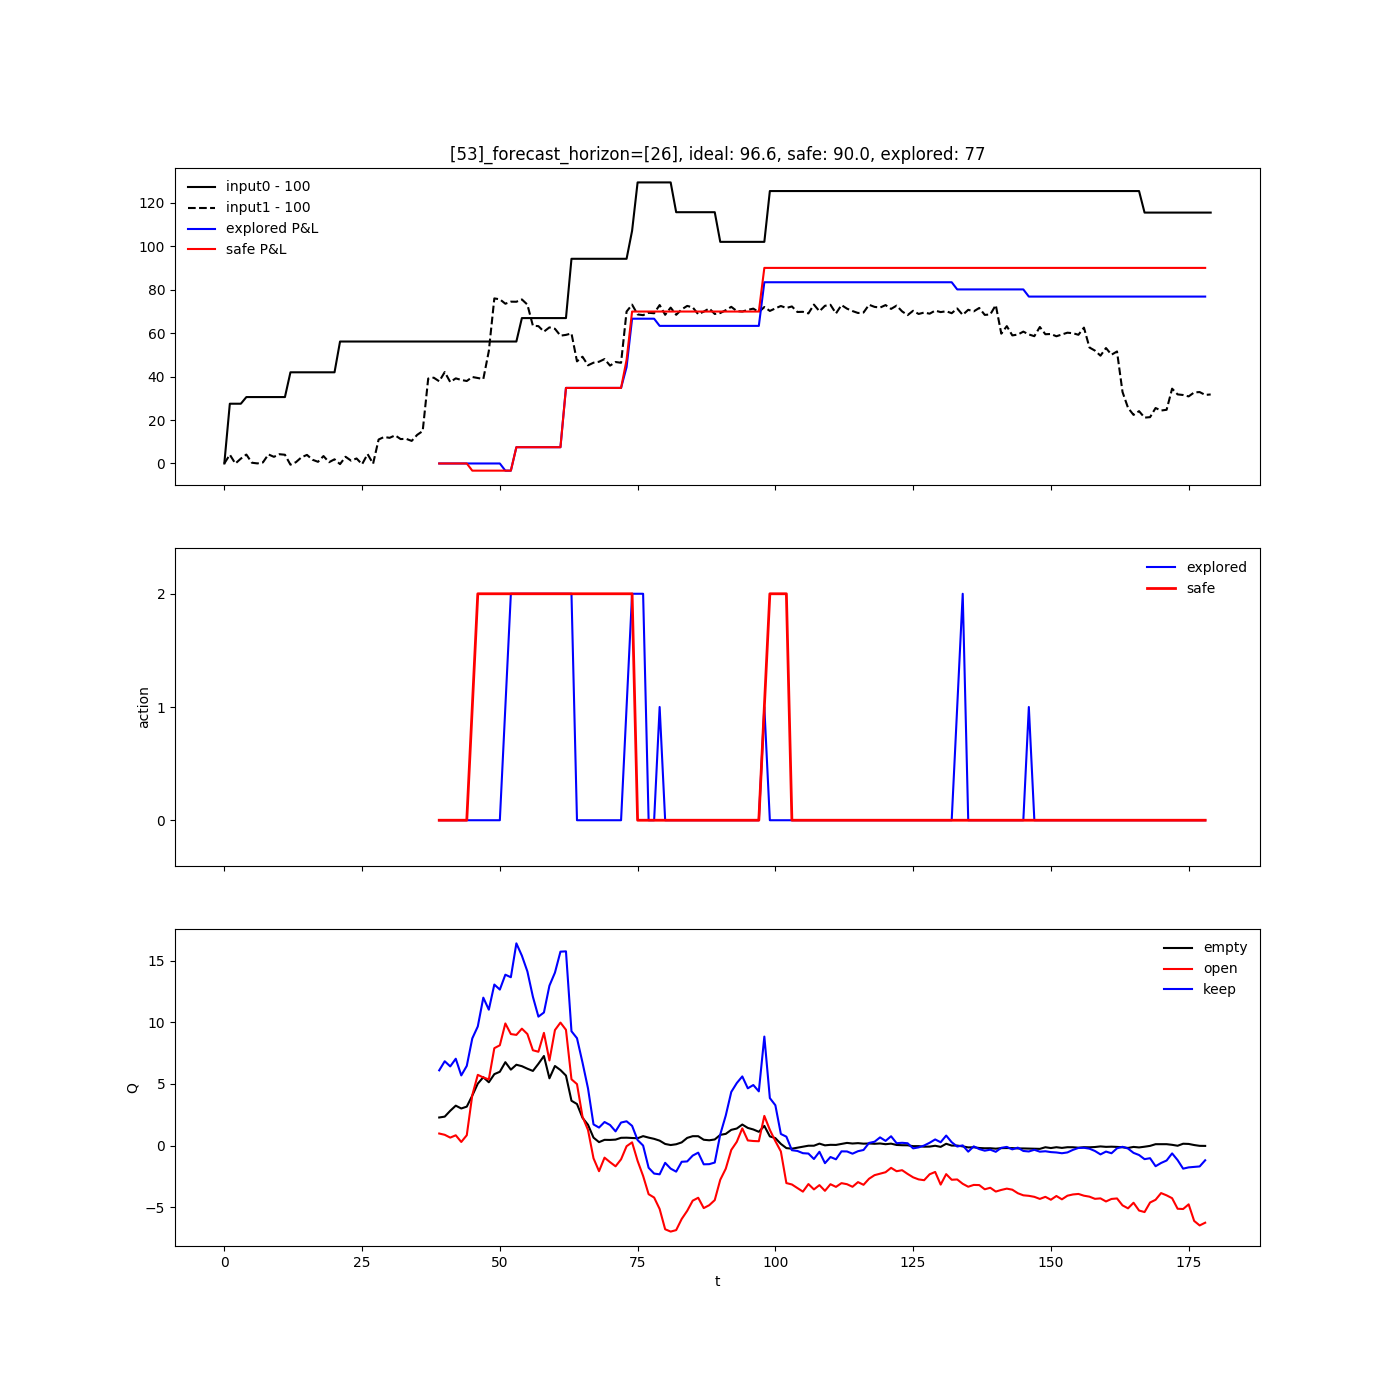 [53]_forecast_horizon=[26], ideal: 96.6, safe: 90.0, explored: 77
input0 - 100
input1 - 100
explored P&L
safe P&L
120
100
80
60
40
20
0
explored
safe
2
1
0
action
empty
open
keep
15
10
5
0
−5
Q
0 25 50 75 100 125 150 175
t